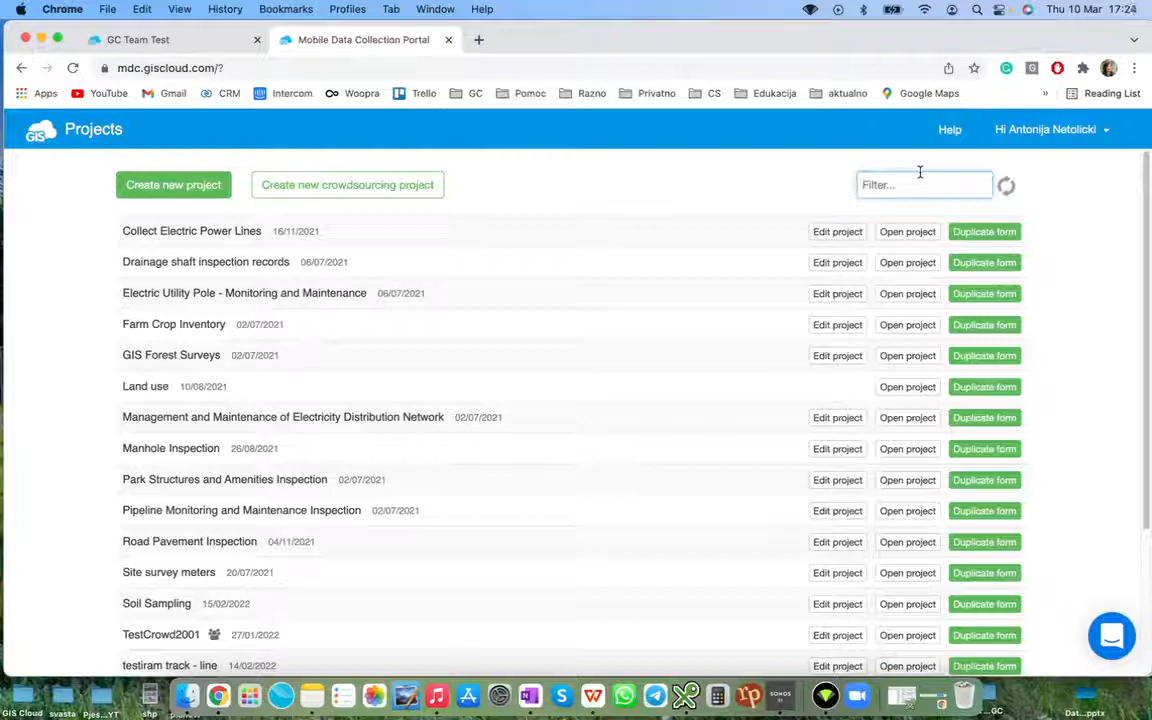 Chrome File Edit View History Bookmarks Profiles Tab Window Help Thu 10 Mar 17:24
GC Team Test Mobile Data Collection Portal
mdc.giscloud.com/?
Apps YouTube Gmail CRM Intercom Woopra Trello GC Pomoc Razno Privatno CS Edukacija aktualno Google Maps » Reading List
GIS Projects Help Hi Antonija Netolicki
Create new project Create new crowdsourcing project Filter...
Collect Electric Power Lines 16/11/2021 Edit project Open project Duplicate form
Drainage shaft inspection records 06/07/2021 Edit project Open project Duplicate form
Electric Utility Pole - Monitoring and Maintenance 06/07/2021 Edit project Open project Duplicate form
Farm Crop Inventory 02/07/2021 Edit project Open project Duplicate form
GIS Forest Surveys 02/07/2021 Edit project Open project Duplicate form
Land use 10/08/2021 Open project Duplicate form
Management and Maintenance of Electricity Distribution Network 02/07/2021 Edit project Open project Duplicate form
Manhole Inspection 26/08/2021 Edit project Open project Duplicate form
Park Structures and Amenities Inspection 02/07/2021 Edit project Open project Duplicate form
Pipeline Monitoring and Maintenance Inspection 02/07/2021 Edit project Open project Duplicate form
Road Pavement Inspection 04/11/2021 Edit project Open project Duplicate form
Site survey meters 20/07/2021 Edit project Open project Duplicate form
Soil Sampling 15/02/2022 Edit project Open project Duplicate form
TestCrowd2001 27/01/2022 Edit project Open project Duplicate form
testiram track - line 14/02/2022 Edit project Open project Duplicate form
SONOS
GIS Cloud svasta Pjes...YT shp GC Dat...pptx